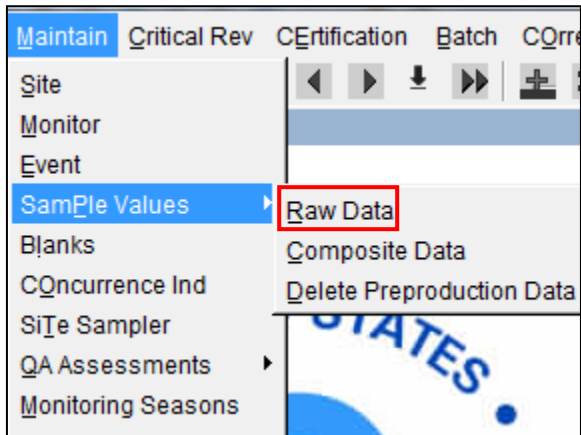 Maintain Critical Rev CErtification Batch COrre
Site
Monitor
Event
SamPle Values
Raw Data
Blanks
Composite Data
COncurrence Ind
Delete Preproduction Data
SiTe Sampler
STATES
QA Assessments
Monitoring Seasons